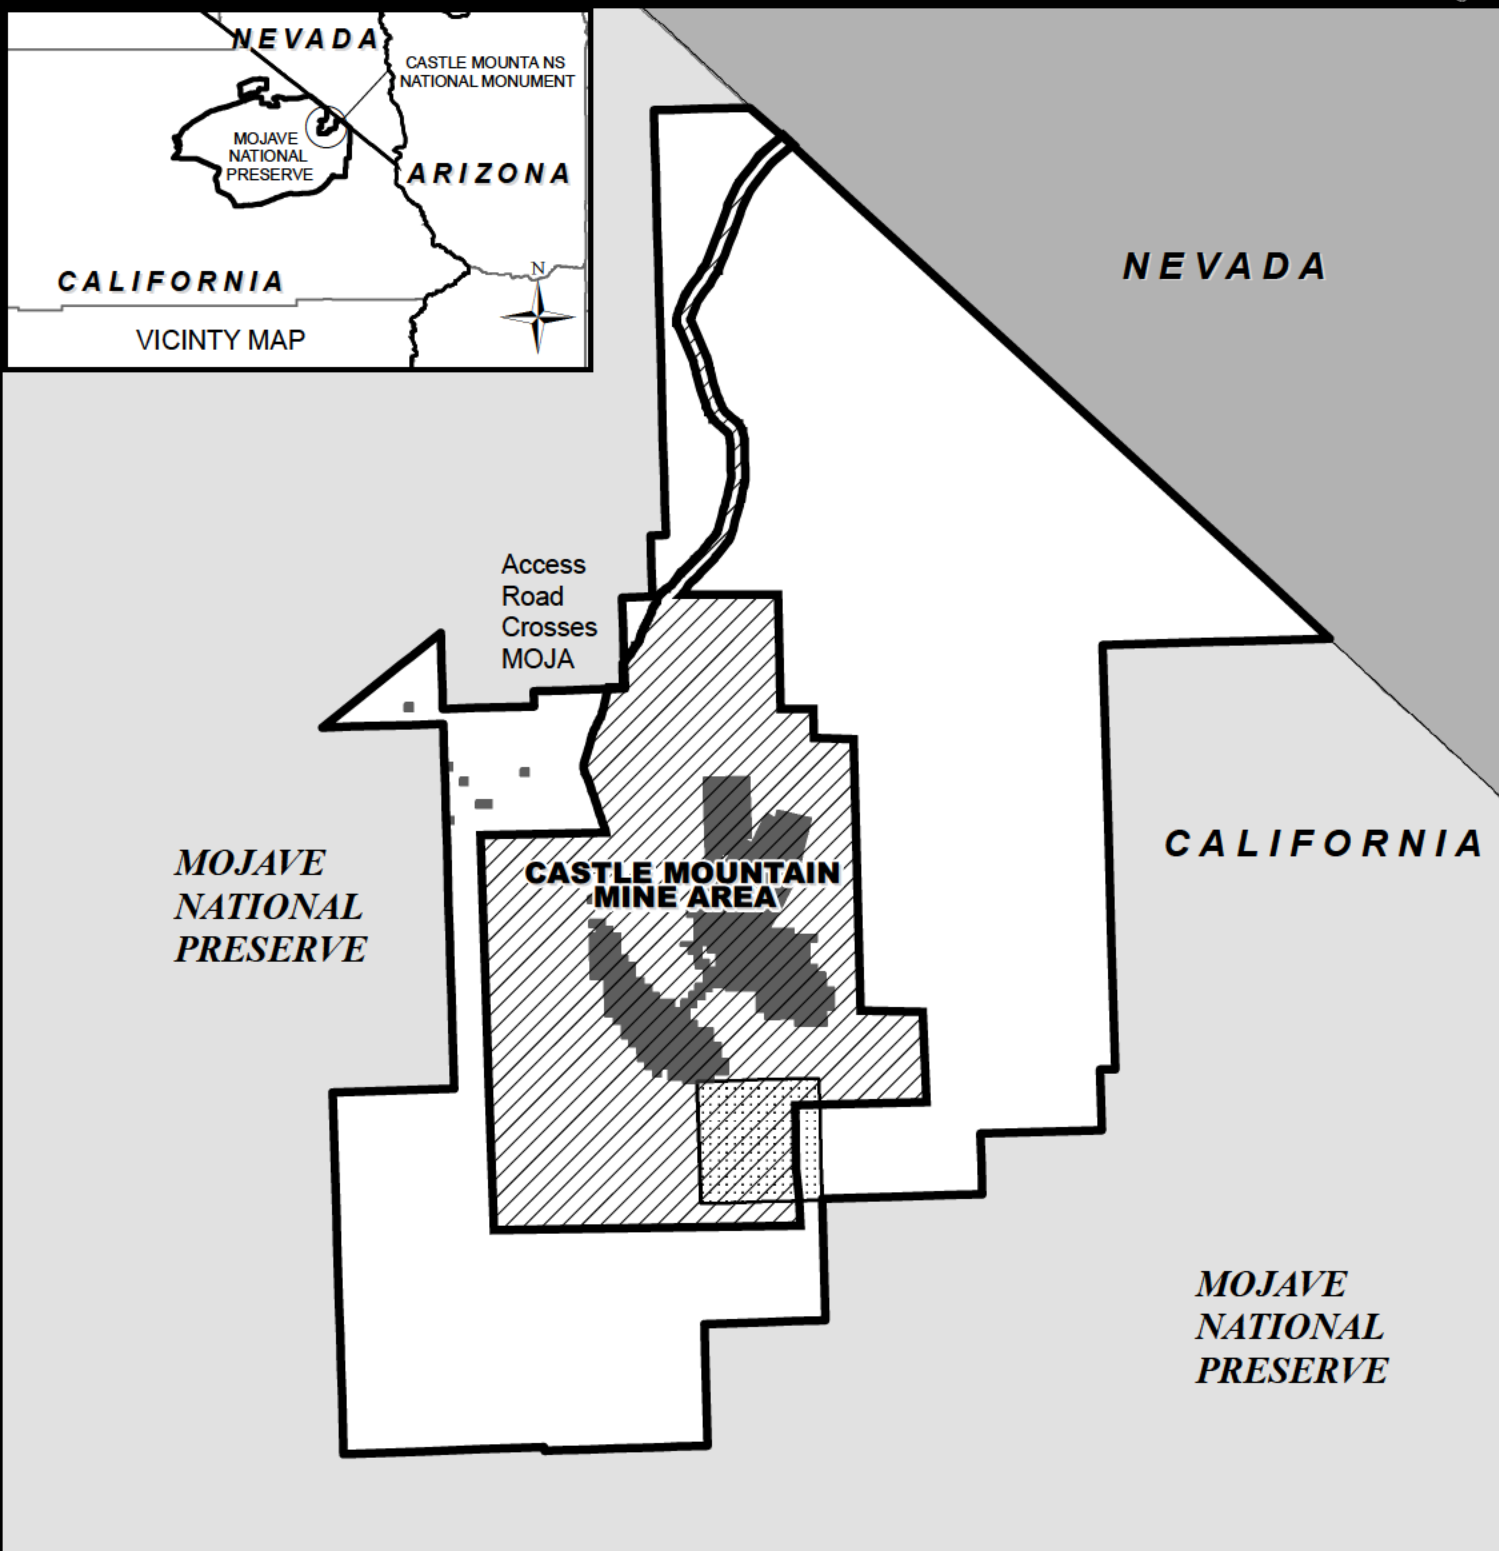 NEVADA
CASTLE MOUNTA NS
NATIONAL MONUMENT
MOJAVE
NATIONAL
PRESERVE
ARIZONA
CALIFORNIA
N
VICINTY MAP
NEVADA
Access
Road
Crosses
MOJA
CALIFORNIA
MOJAVE
NATIONAL
PRESERVE
CASTLE MOUNTAIN
MINE AREA
MOJAVE
NATIONAL
PRESERVE